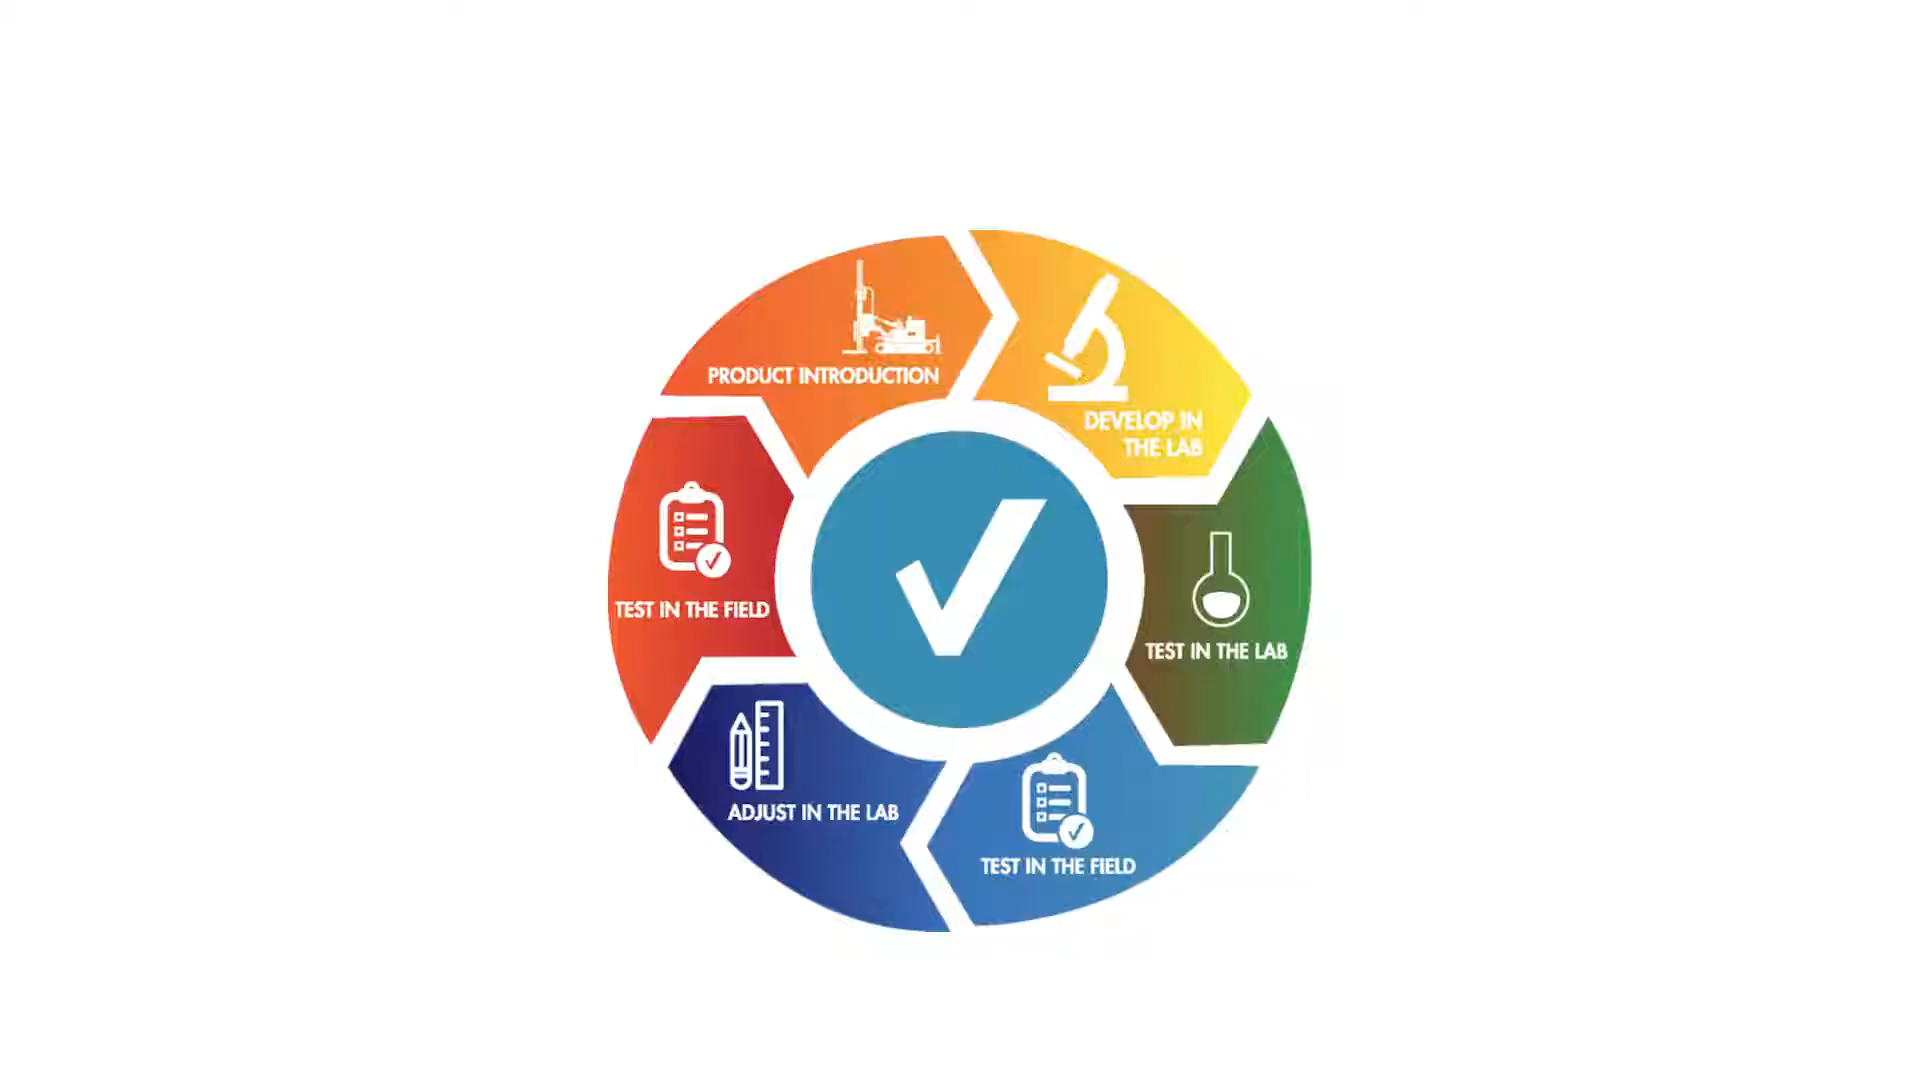 PRODUCT INTRODUCTION
DEVELOP IN
THE LAB
TEST IN THE LAB
TEST IN THE FIELD
ADJUST IN THE LAB
TEST IN THE FIELD